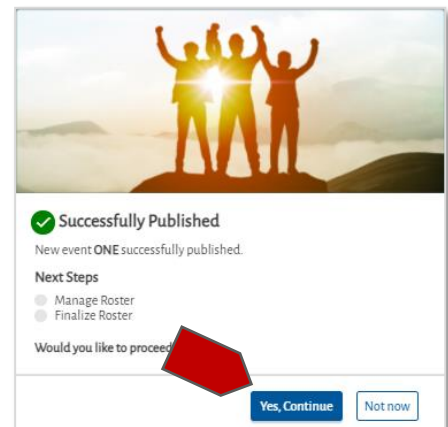 Successfully Published
New event ONE successfully published.
Next Steps
Manage Roster
Finalize Roster
Would you like to proceed
Yes, Continue
Not now